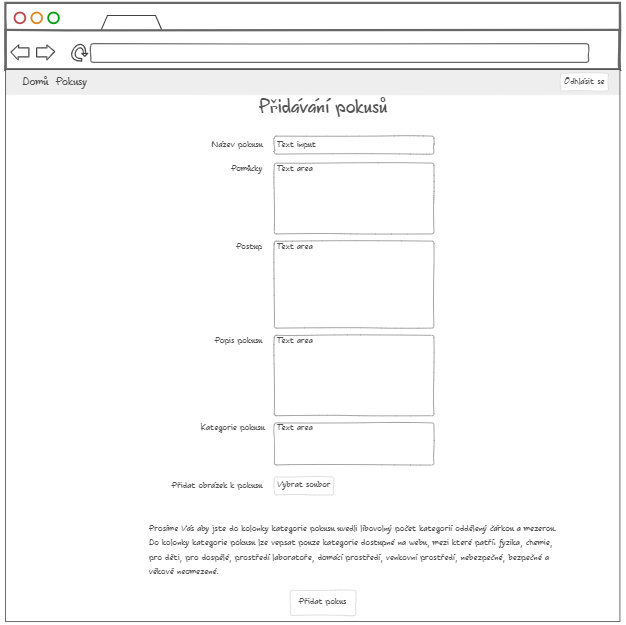 Domů Pokusy
Odhlásit se
Přidávání pokusů
Název pokusu
Text input
Pomůcky
Text area
Postup
Text area
Popis pokusu
Text area
Kategorie pokusu
Text area
Přidat obrázek k pokusu
Vybrat soubor
Prosíme Vás aby jste do kolonky kategorie pokusu uvedli libovolný počet kategorií oddělený čárkou a mezerou.
Do kolonky kategorie pokusu lze vepsat pouze kategorie dostupné na webu, mezi které patří: fyzika, chemie,
pro děti, pro dospělé, prostředí laboratoře, domácí prostředí, venkovní prostředí, nebezpečné, bezpečné a
věkově neomezené.
Přidat pokus